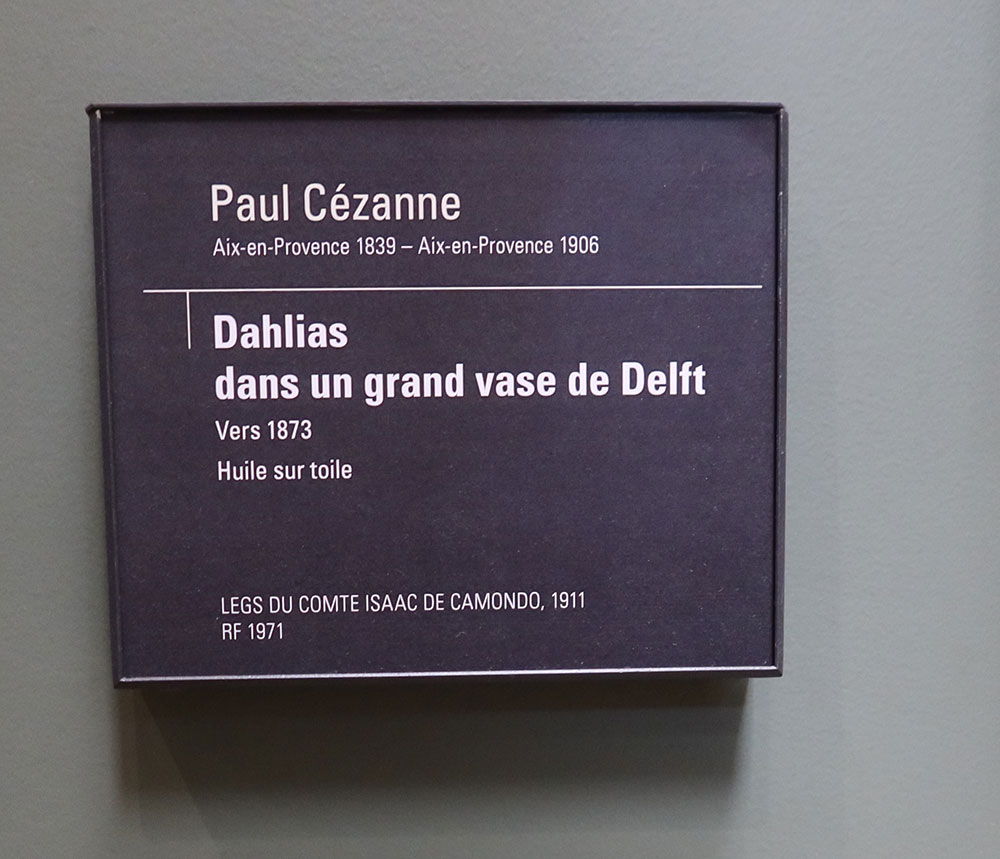 Paul Cézanne
Aix-en-Provence 1839 – Aix-en-Provence 1906
Dahlias
dans un grand vase de Delft
Vers 1873
Huile sur toile
LEGS DU COMTE ISAAC DE CAMONDO, 1911
RF 1971